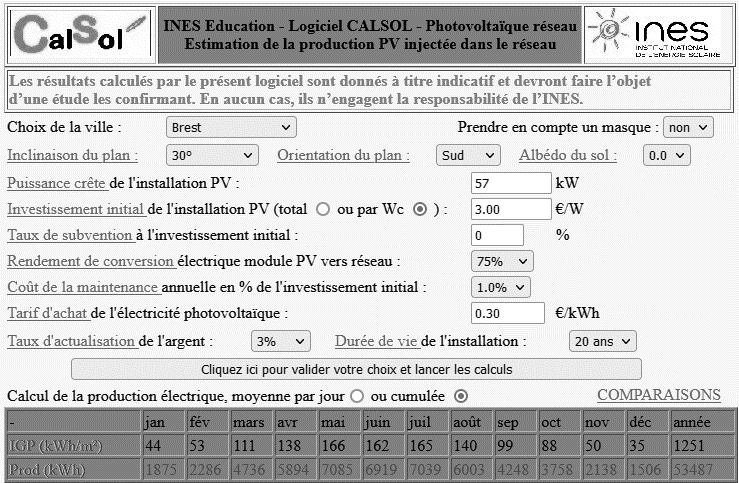 CalSol
INES Education - Logiciel CALSOL - Photovoltaïque réseau
Estimation de la production PV injectée dans le réseau
ines
INSTITUT NATIONAL
DE L'ENERGIE SOLAIRE
Les résultats calculés par le présent logiciel sont donnés à titre indicatif et devront faire l'objet
d'une étude les confirmant. En aucun cas, ils n'engagent la responsabilité de l'INES.
Choix de la ville : Brest Prendre en compte un masque : non
Inclinaison du plan : 30° Orientation du plan : Sud Albédo du sol : 0.0
Puissance crête de l'installation PV : 57 kW
Investissement initial de l'installation PV (total ou par Wc ) : 3.00 €/W
Taux de subvention à l'investissement initial : 0 %
Rendement de conversion électrique module PV vers réseau : 75%
Coût de la maintenance annuelle en % de l'investissement initial : 1.0%
Tarif d'achat de l'électricité photovoltaïque : 0.30 €/kWh
Taux d'actualisation de l'argent : 3% Durée de vie de l'installation : 20 ans
Cliquez ici pour valider votre choix et lancer les calculs
Calcul de la production électrique, moyenne par jour ou cumulée COMPARAISONS
- jan fév mars avr mai juin juil août sep oct nov déc année
IGP (kWh/m²) 44 53 111 138 166 162 165 140 99 88 50 35 1251
Prod (kWh) 1875 2286 4736 5894 7085 6919 7039 6003 4248 3758 2138 1506 53487